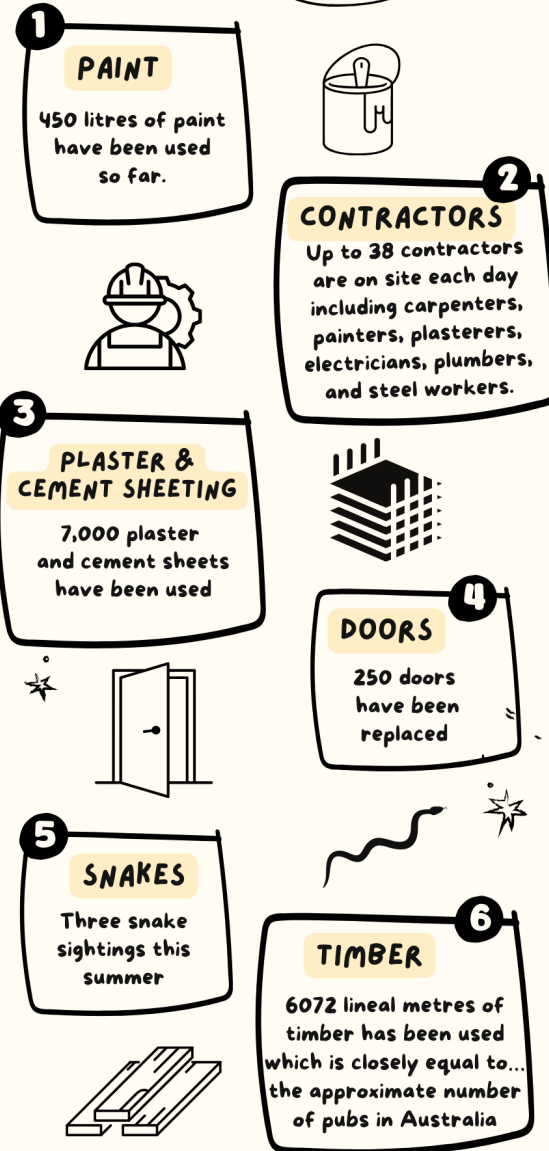 1
PAINT
450 litres of paint
have been used
so far.
2
CONTRACTORS
Up to 38 contractors
are on site each day
including carpenters,
painters, plasterers,
electricians, plumbers,
and steel workers.
3
PLASTER &
CEMENT SHEETING
7,000 plaster
and cement sheets
have been used
4
DOORS
250 doors
have been
replaced
5
SNAKES
Three snake
sightings this
summer
6
TIMBER
6072 lineal metres of
timber has been used
which is closely equal to...
the approximate number
of pubs in Australia